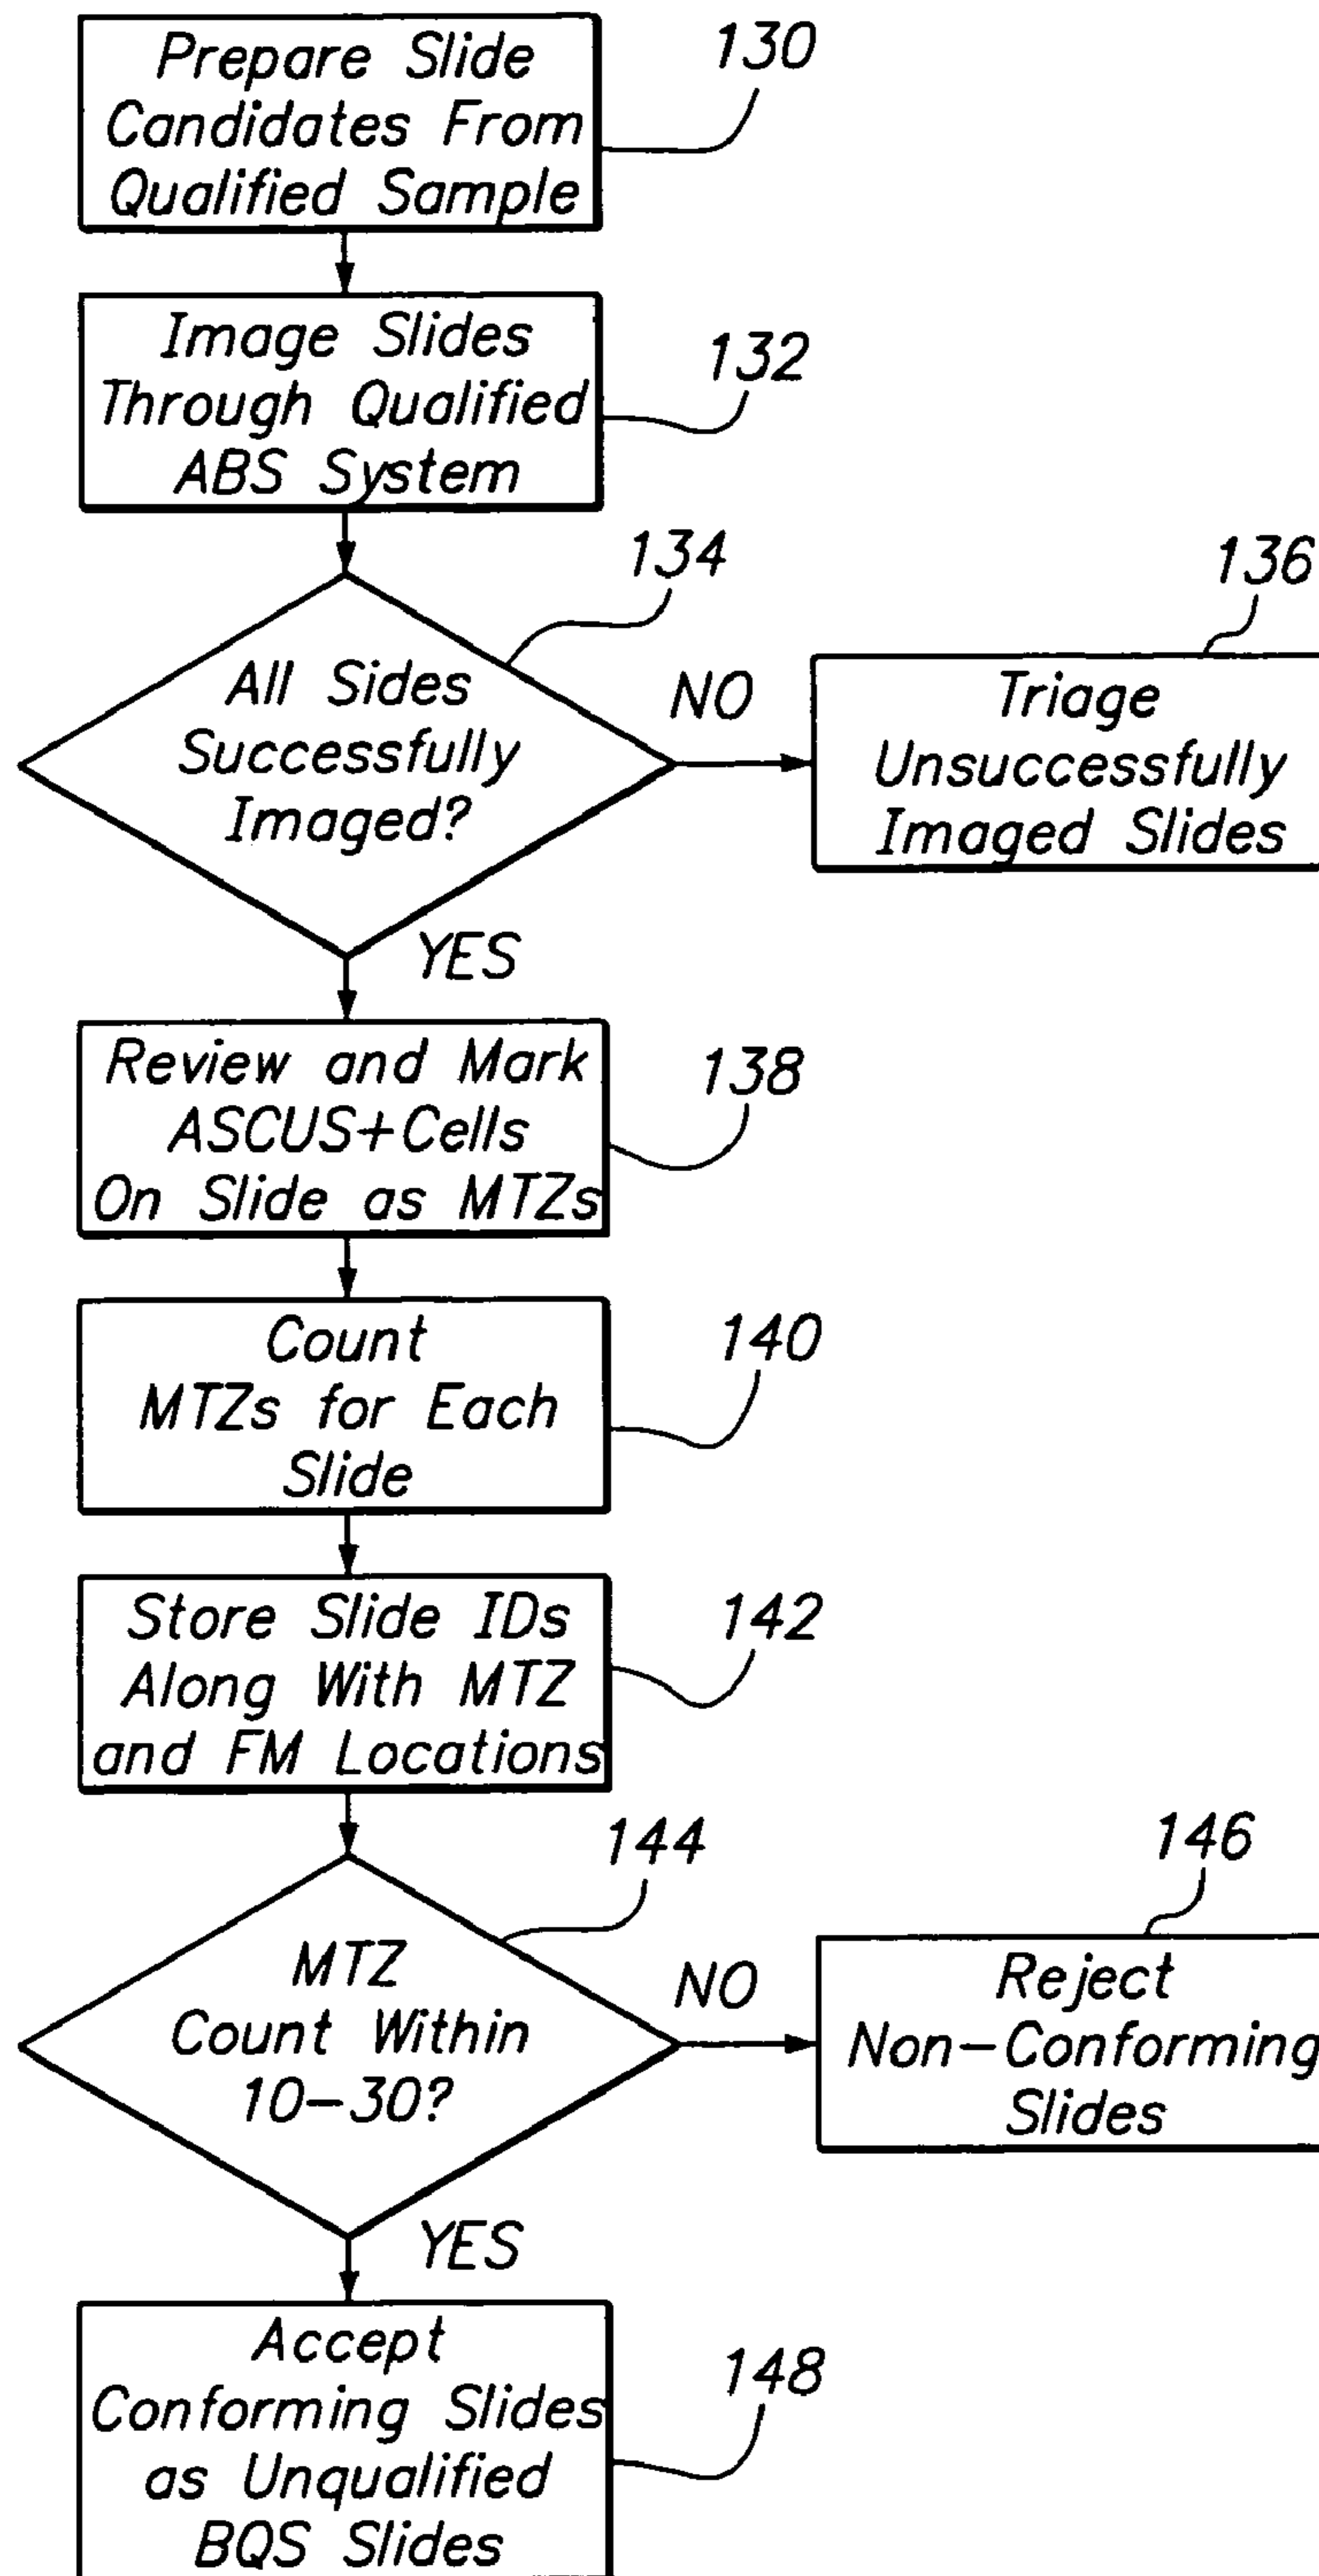 Prepare Slide
Candidates From
Qualified Sample
130
Image Slides
Through Qualified
ABS System
132
All Sides
Successfully
Imaged?
134
NO
Triage
Unsuccessfully
Imaged Slides
136
YES
Review and Mark
ASCUS+Cells
On Slide as MTZs
138
Count
MTZs for Each
Slide
140
Store Slide IDs
Along With MTZ
and FM Locations
142
MTZ
Count Within
10-30?
144
NO
Reject
Non-Conforming
Slides
146
YES
Accept
Conforming Slides
as Unqualified
BQS Slides
148